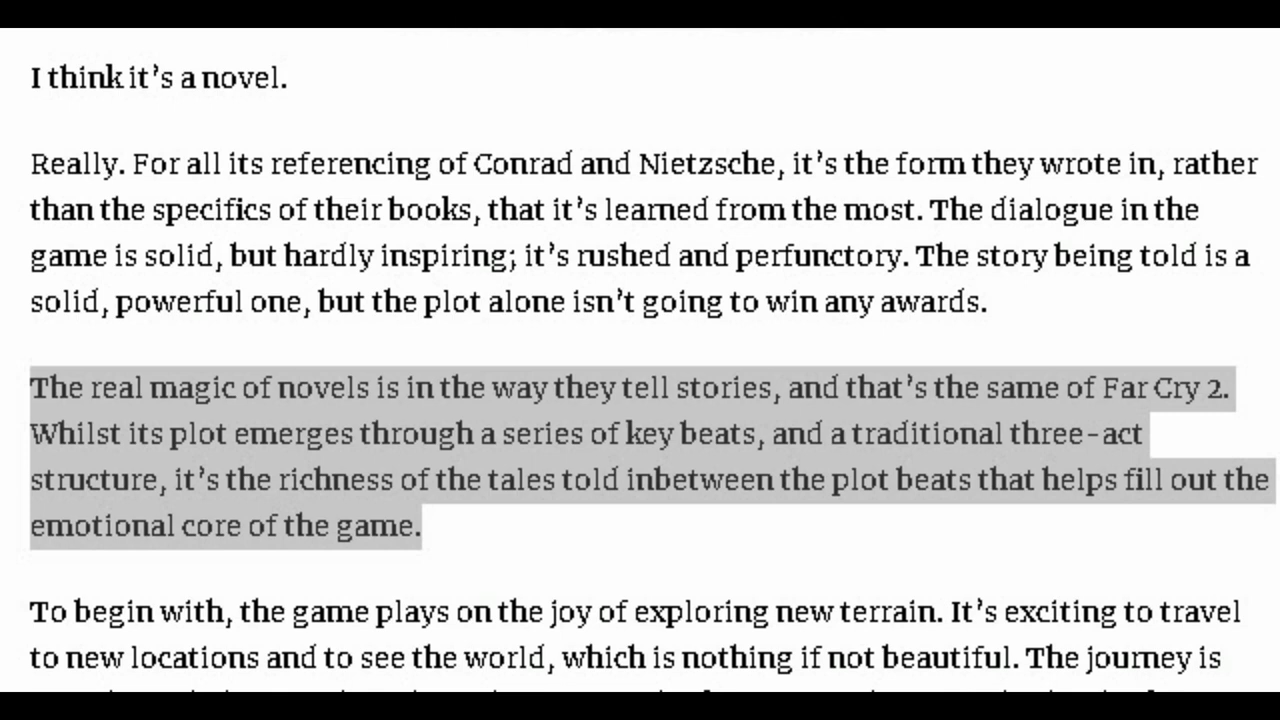 I think it's a novel.
Really. For all its referencing of Conrad and Nietzsche, it's the form they wrote in, rather
than the specifics of their books, that it's learned from the most. The dialogue in the
game is solid, but hardly inspiring; it's rushed and perfunctory. The story being told is a
solid, powerful one, but the plot alone isn't going to win any awards.
The real magic of novels is in the way they tell stories, and that's the same of Far Cry 2.
Whilst its plot emerges through a series of key beats, and a traditional three-act
structure, it's the richness of the tales told inbetween the plot beats that helps fill out the
emotional core of the game.
To begin with, the game plays on the joy of exploring new terrain. It's exciting to travel
to new locations and to see the world, which is nothing if not beautiful. The journey is